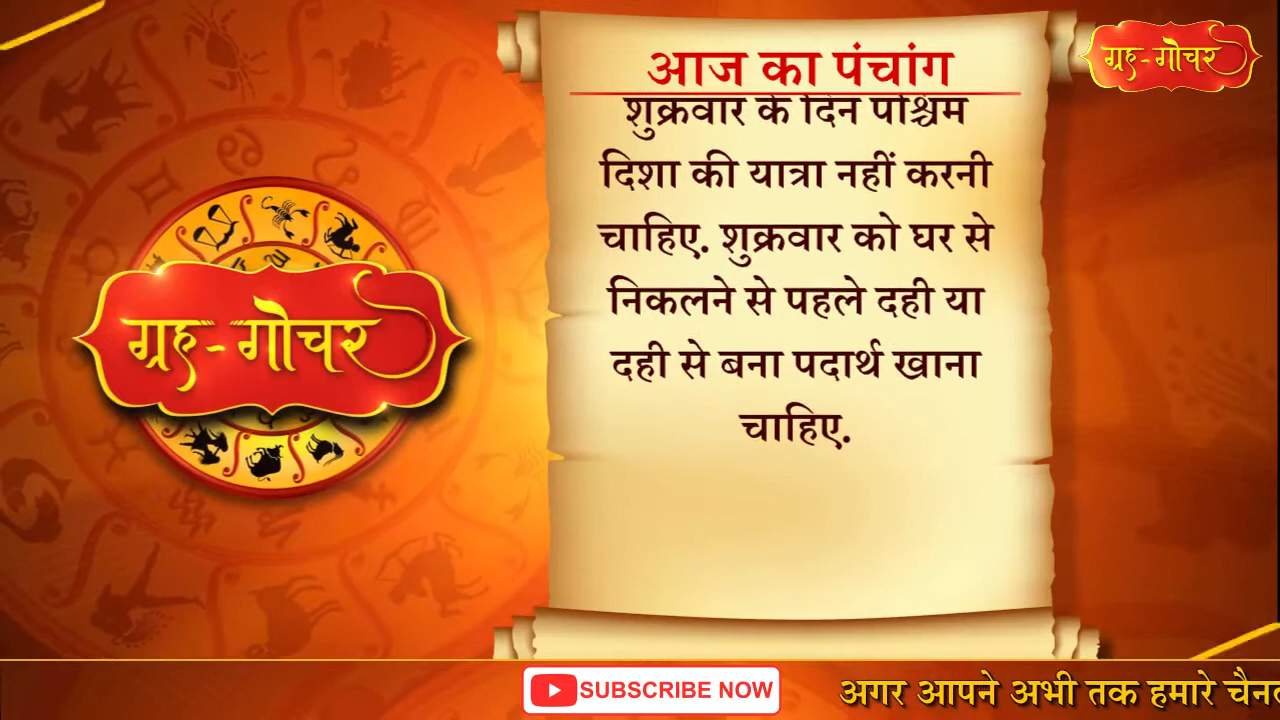 आज का पंचांग
ग्रह-गोचर
शुक्रवार के दिन पश्चिम
दिशा की यात्रा नहीं करनी
चाहिए. शुक्रवार को घर से
निकलने से पहले दही या
दही से बना पदार्थ खाना
चाहिए.
ग्रह-गोचर
SUBSCRIBE NOW
अगर आपने अभी तक हमारे